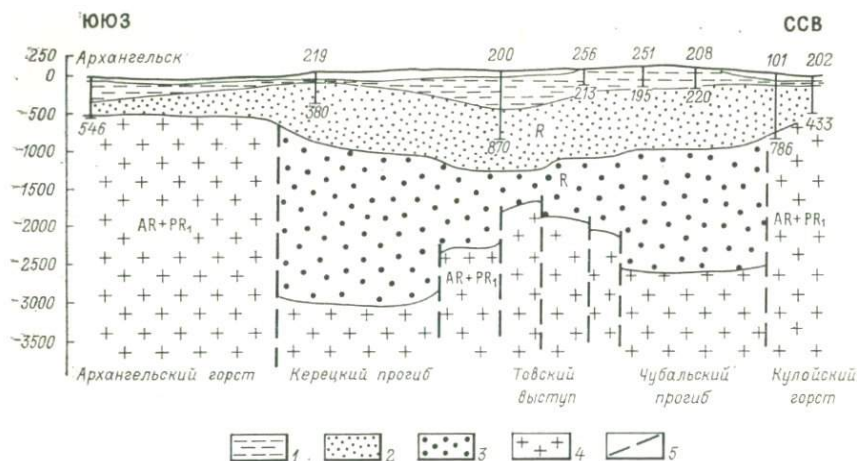 ЮЮЗ ССВ
250 Архангельск 219 200 256 251 208 101 202
0
380 213 195 220
-500
546 R 433
870 786
-1000
-1500 R
-2000 AR+PR₁ AR+PR₁
-2500 AR+PR₁
-3000
-3500
Архангельский горст Керецкий прогиб Товский выступ Чубальский прогиб Кулойский горст
1 2 3 4 5